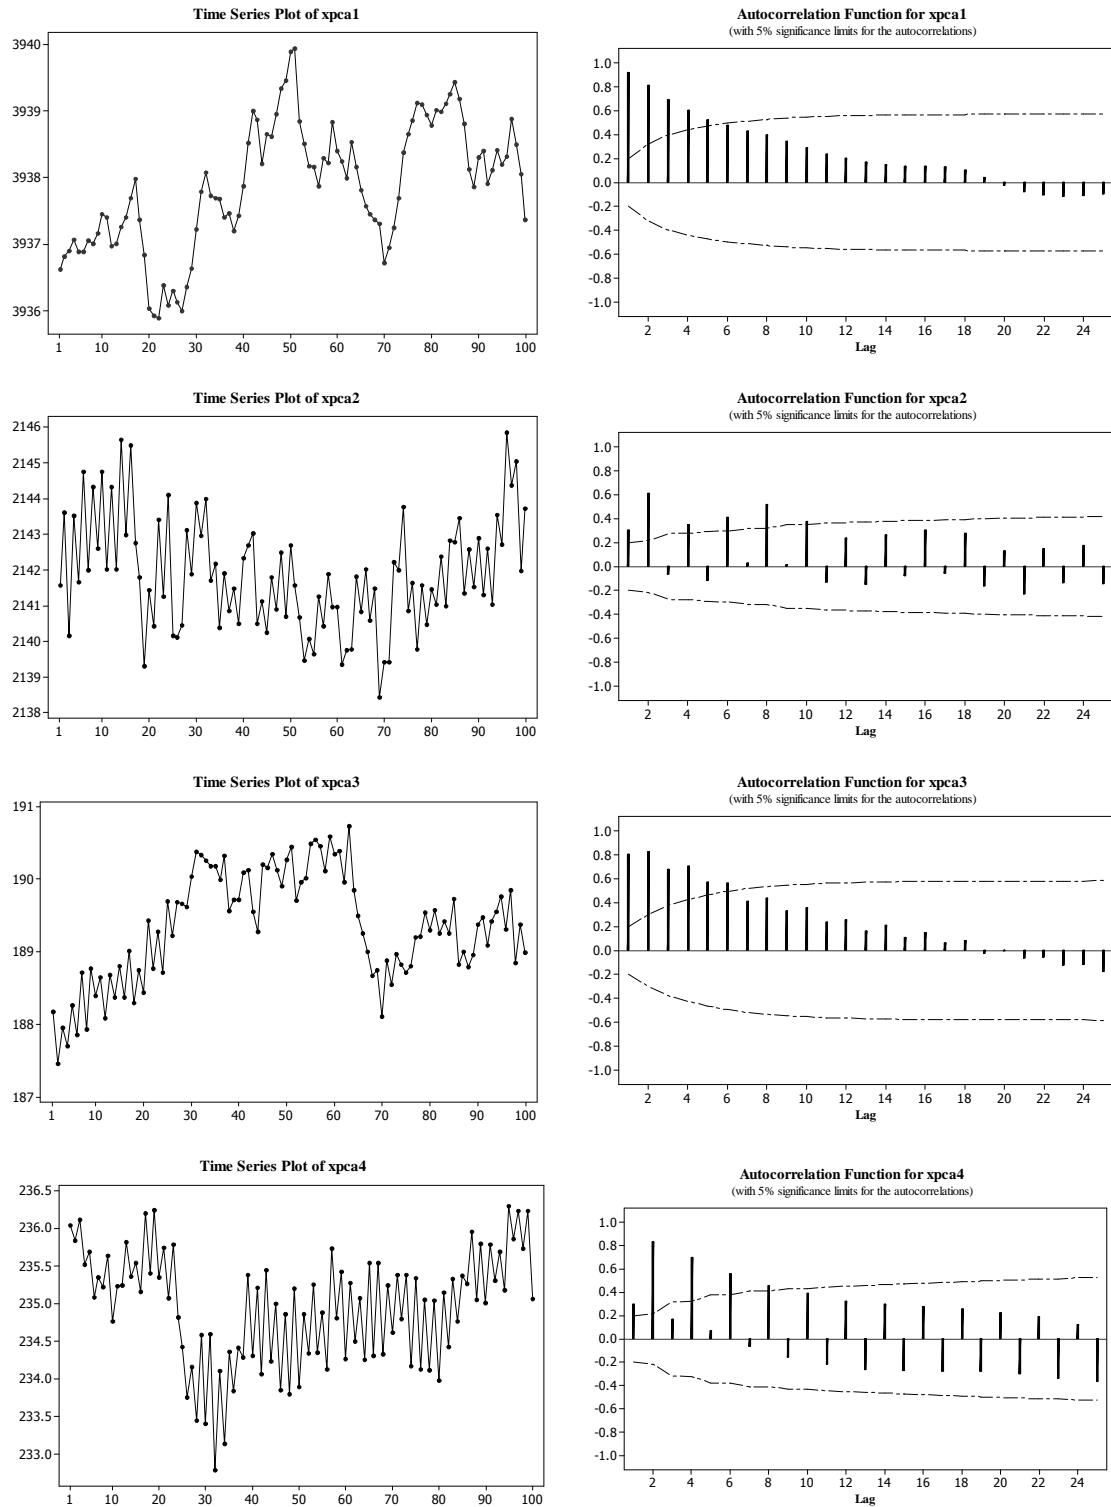 Time Series Plot of xpca1
3940
3939
3938
3937
3936
1 10 20 30 40 50 60 70 80 90 100
Autocorrelation Function for xpca1
(with 5% significance limits for the autocorrelations)
1.0
0.8
0.6
0.4
0.2
0.0
-0.2
-0.4
-0.6
-0.8
-1.0
2 4 6 8 10 12 14 16 18 20 22 24
Lag
Time Series Plot of xpca2
2146
2145
2144
2143
2142
2141
2140
2139
2138
1 10 20 30 40 50 60 70 80 90 100
Autocorrelation Function for xpca2
(with 5% significance limits for the autocorrelations)
1.0
0.8
0.6
0.4
0.2
0.0
-0.2
-0.4
-0.6
-0.8
-1.0
2 4 6 8 10 12 14 16 18 20 22 24
Lag
Time Series Plot of xpca3
191
190
189
188
187
1 10 20 30 40 50 60 70 80 90 100
Autocorrelation Function for xpca3
(with 5% significance limits for the autocorrelations)
1.0
0.8
0.6
0.4
0.2
0.0
-0.2
-0.4
-0.6
-0.8
-1.0
2 4 6 8 10 12 14 16 18 20 22 24
Lag
Time Series Plot of xpca4
236.5
236.0
235.5
235.0
234.5
234.0
233.5
233.0
1 10 20 30 40 50 60 70 80 90 100
Autocorrelation Function for xpca4
(with 5% significance limits for the autocorrelations)
1.0
0.8
0.6
0.4
0.2
0.0
-0.2
-0.4
-0.6
-0.8
-1.0
2 4 6 8 10 12 14 16 18 20 22 24
Lag